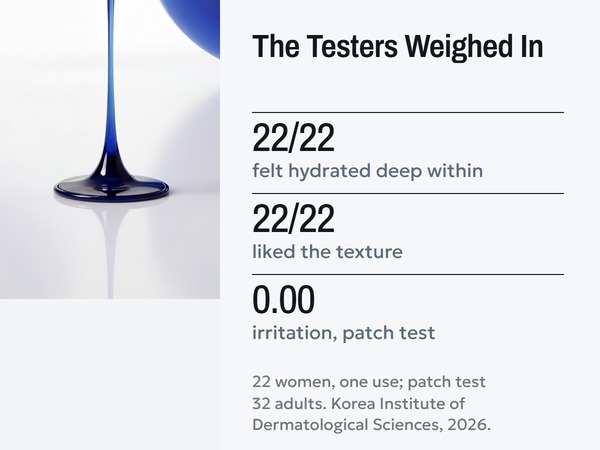 The Testers Weighed In
22/22
felt hydrated deep within
22/22
liked the texture
0.00
irritation, patch test
22 women, one use; patch test
32 adults. Korea Institute of
Dermatological Sciences, 2026.